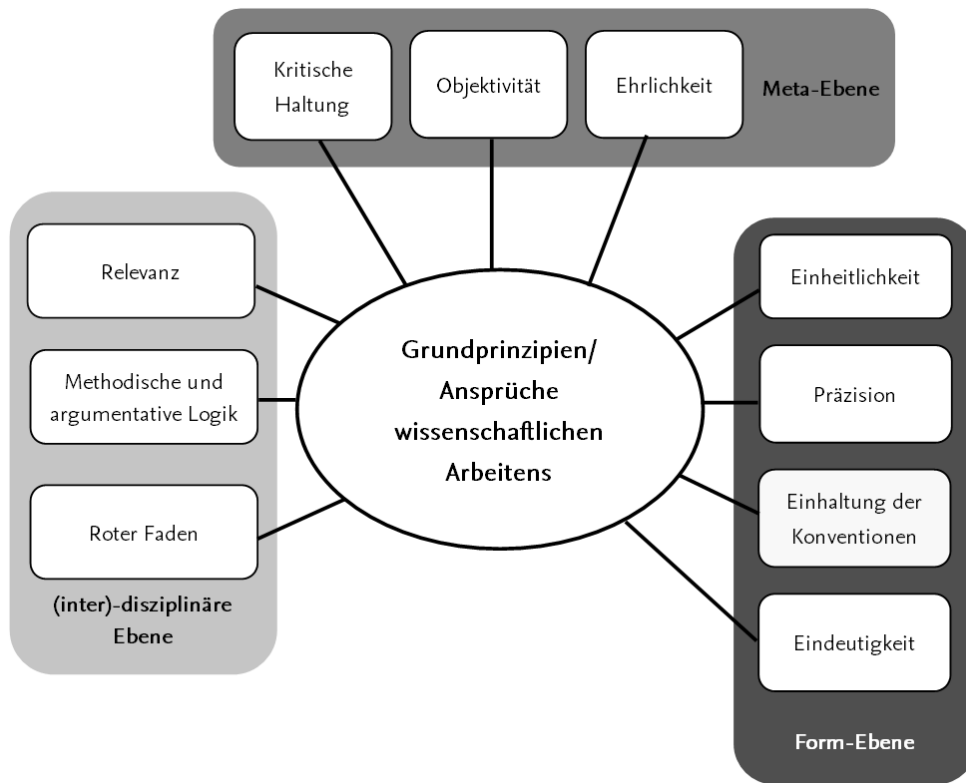 Kritische
Haltung
Objektivität
Ehrlichkeit
Meta-Ebene
Relevanz
Methodische und
argumentative Logik
Roter Faden
(inter)-disziplinäre
Ebene
Grundprinzipien/
Ansprüche
wissenschaftlichen
Arbeitens
Einheitlichkeit
Präzision
Einhaltung der
Konventionen
Eindeutigkeit
Form-Ebene